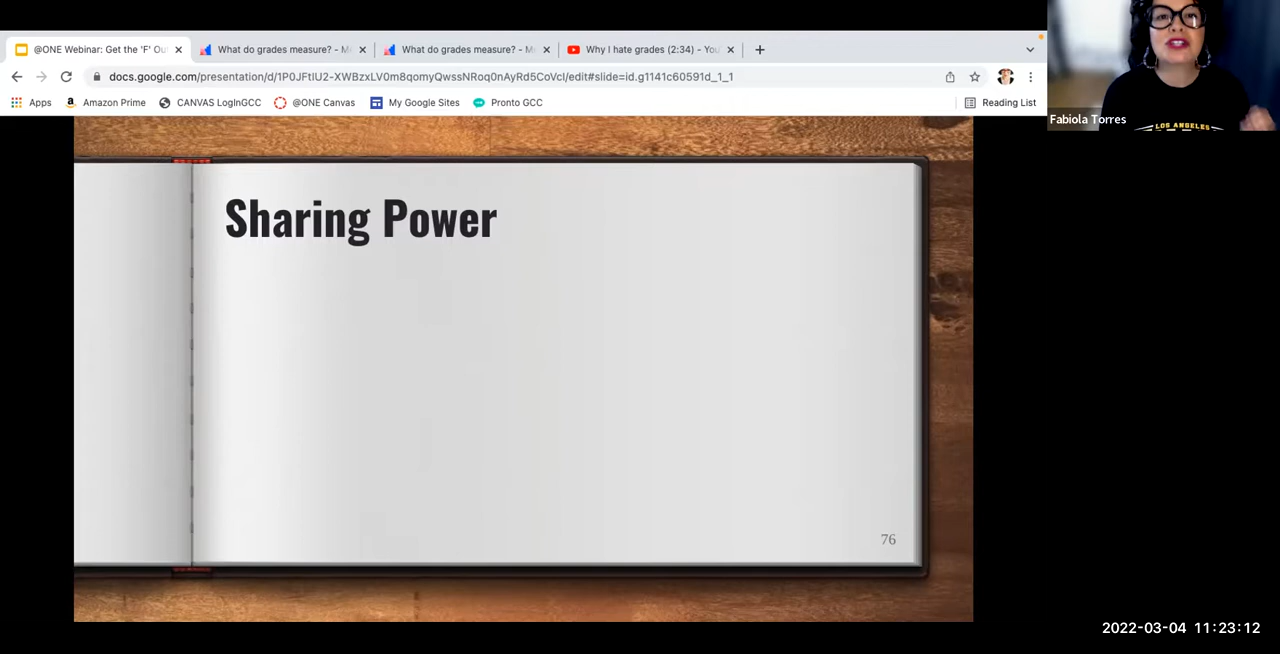 @ONE Webinar: Get the 'F' Ou
What do grades measure? - M
What do grades measure? - M
Why I hate grades (2:34) - You
docs.google.com/presentation/d/1P0JFtIU2-XWBzxLV0m8qomyQwssNRoq0nAyRd5CoVcI/edit#slide=id.g1141c60591d_1_1
Apps
Amazon Prime
CANVAS LogInGCC
@ONE Canvas
My Google Sites
Pronto GCC
Reading List
LOS ANGELES
Fabiola Torres
Sharing Power
76
2022-03-04 11:23:12